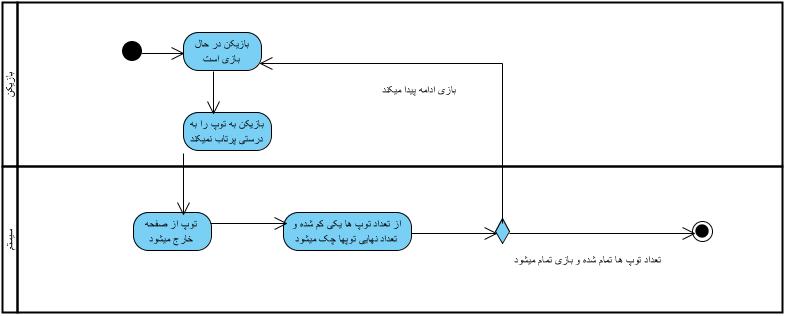 بازیکن
بازیکن در حال
بازی است
بازی ادامه پیدا میکند
بازیکن به توپ را به
درستی پرتاب نمیکند
سیستم
توپ از صفحه
خارج میشود
از تعداد توپ ها یکی کم شده و
تعداد نهایی توپها چک میشود
تعداد توپ ها تمام شده و بازی تمام میشود